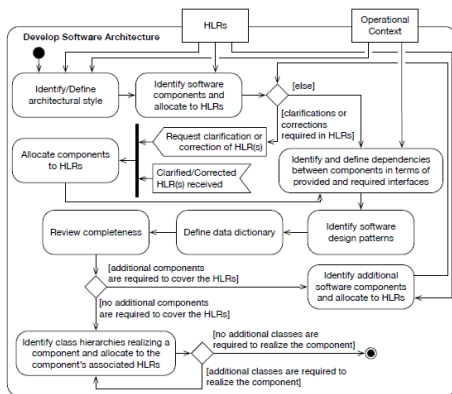 HLRs
Operational
Context
Develop Software Architecture
Identify/Define
architectural style
Identify software
components and
allocate to HLRs
[else]
[clarifications or
corrections
required in HLRs]
Request clarification or
correction of HLR(s)
Clarified/Corrected
HLR(s) received
Allocate components
to HLRs
Identify and define dependencies
between components in terms of
provided and required interfaces
Review completeness
Define data dictionary
Identify software
design patterns
[additional components
are required to cover the HLRs]
Identify additional
software components
and allocate to HLRs
[no additional components
are required to cover the HLRs]
Identify class hierarchies realizing a
component and allocate to the
component's associated HLRs
[no additional classes are
required to realize the component]
[additional classes are required to
realize the component]